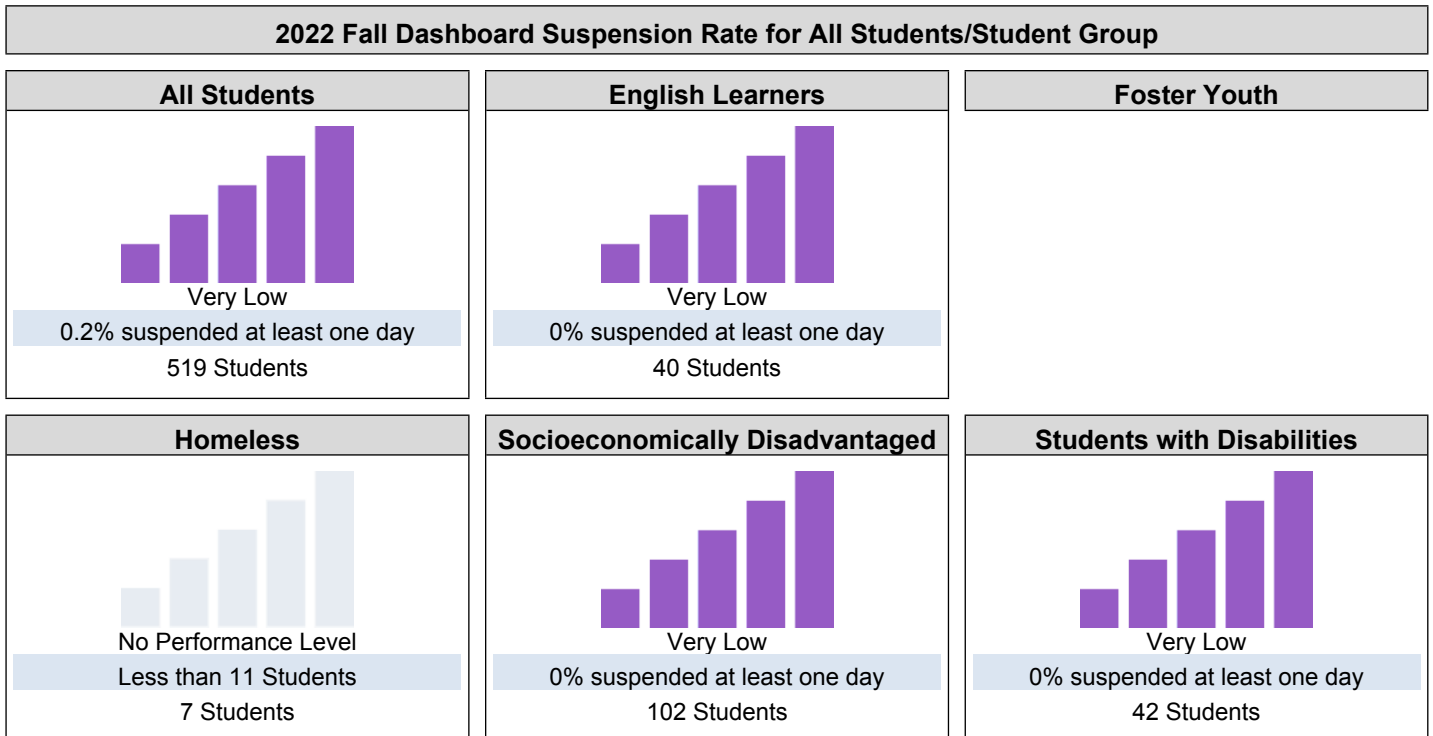 2022 Fall Dashboard Suspension Rate for All Students/Student Group
All Students
Very Low
0.2% suspended at least one day
519 Students
English Learners
Very Low
0% suspended at least one day
40 Students
Foster Youth
Homeless
No Performance Level
Less than 11 Students
7 Students
Socioeconomically Disadvantaged
Very Low
0% suspended at least one day
102 Students
Students with Disabilities
Very Low
0% suspended at least one day
42 Students